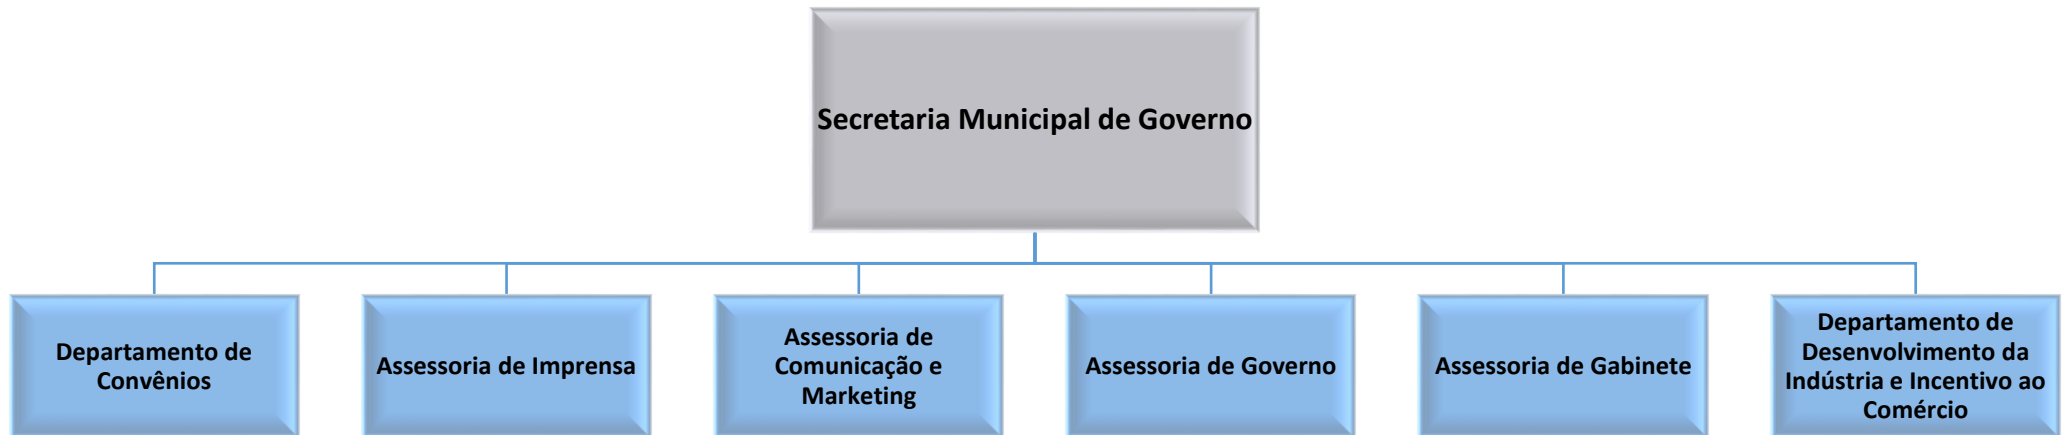 Secretaria Municipal de Governo
Departamento de
Convênios
Assessoria de Imprensa
Assessoria de
Comunicação e
Marketing
Assessoria de Governo
Assessoria de Gabinete
Departamento de
Desenvolvimento da
Indústria e Incentivo ao
Comércio